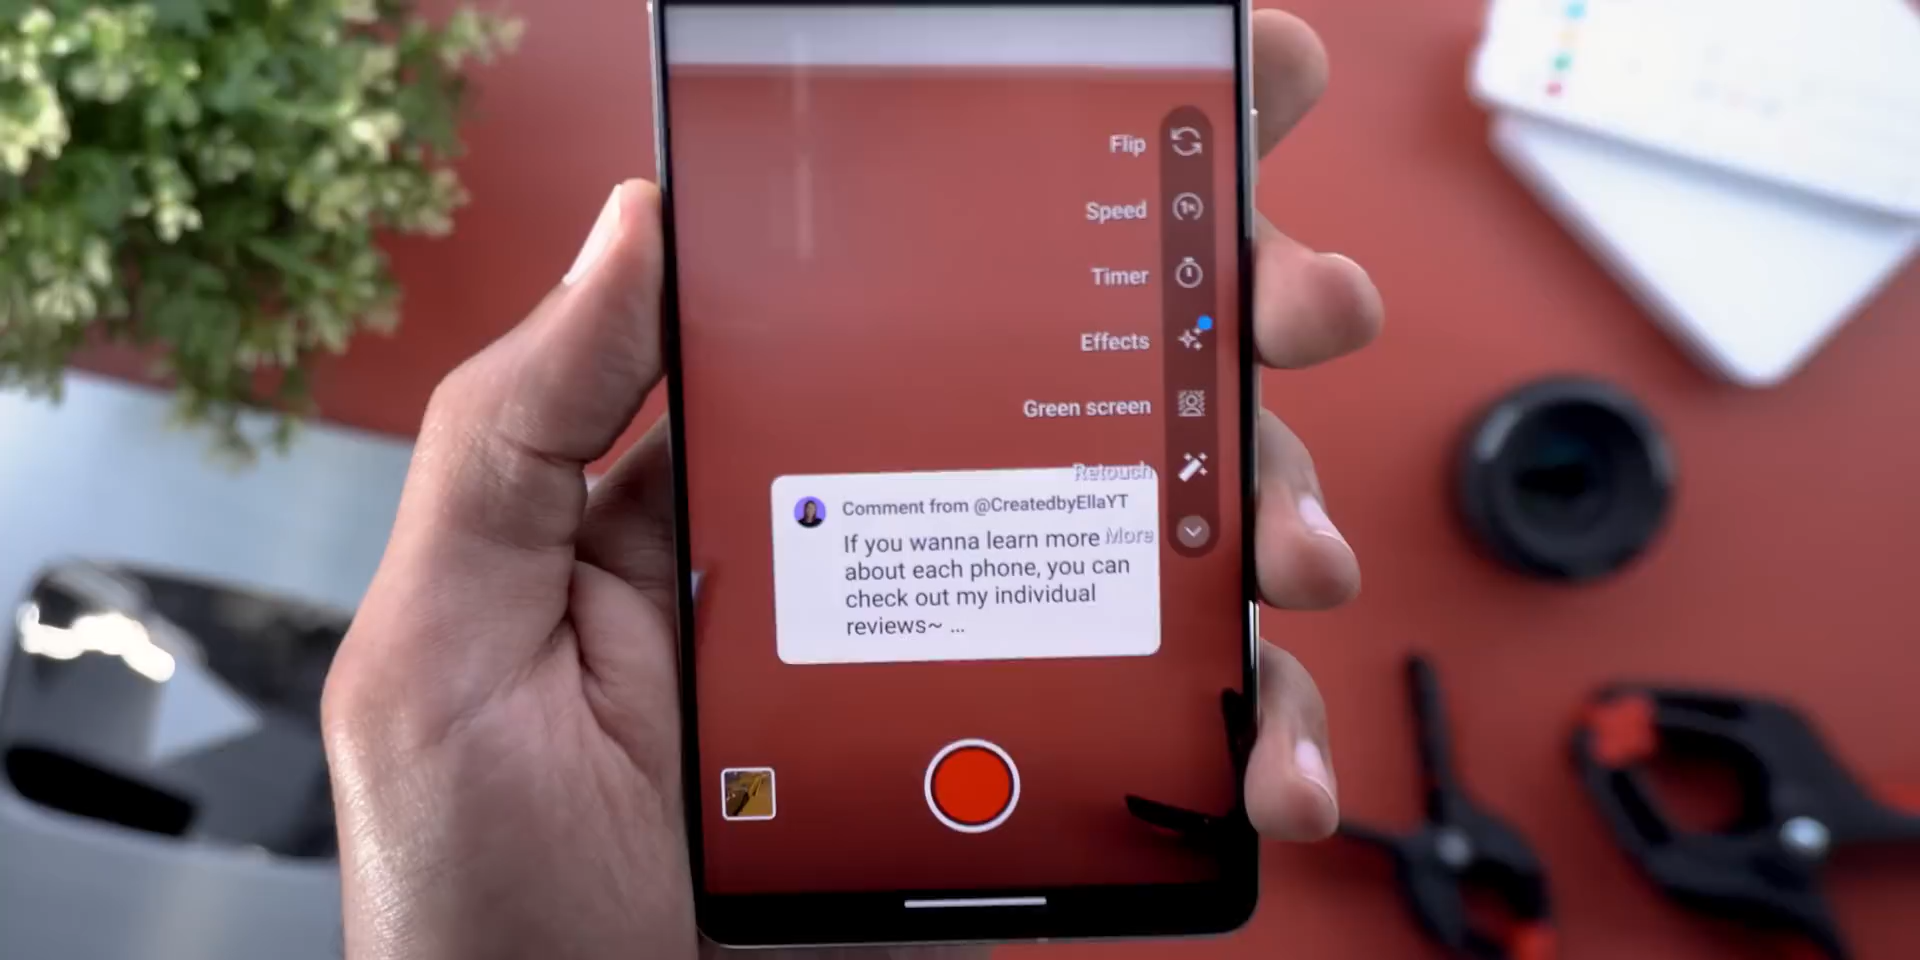 Flip
Speed
1×
Timer
Effects
Green screen
Retouch
Comment from @CreatedbyEllaYT
If you wanna learn more
More
about each phone, you can
check out my individual
reviews~ ...